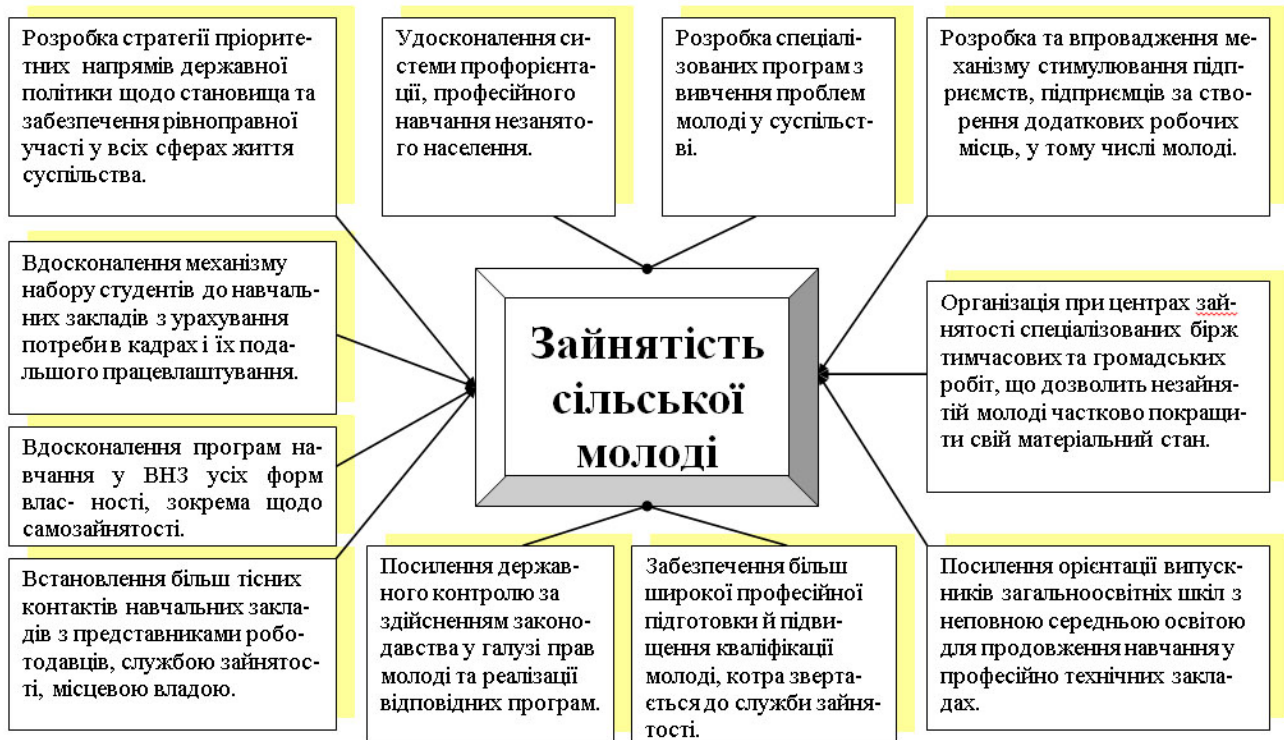 Розробка стратегії пріорите-
тних напрямів державної
політики щодо становища та
забезпечення рівноправної
участі у всіх сферах життя
суспільства.
Удосконалення си-
стеми профорієнта-
ції, професійного
навчання незанято-
го населення.
Розробка спеціалі-
зованих програм з
вивчення проблем
молоді у суспільст-
ві.
Розробка та впровадження ме-
ханізму стимулювання підп-
риємств, підприємців за ство-
рення додаткових робочих
місць, у тому числі молоді.
Вдосконалення механізму
набору студентів до навчаль-
них закладів з урахування
потреби в кадрах і їх пода-
льшого працевлаштування.
Зайнятість
сільської
молоді
Організація при центрах зай-
нятості спеціалізованих бірж
тимчасових та громадських
робіт, що дозволить незайня-
тій молоді частково покращи-
ти свій матеріальний стан.
Вдосконалення програм на-
вчання у ВНЗ усіх форм
влас- ності, зокрема щодо
самозайнятості.
Встановлення більш тісних
контактів навчальних закла-
дів з представниками робо-
тодавців, службою зайнятос-
ті, місцевою владою.
Посилення держав-
ного контролю за
здійсненням законо-
давства у галузі прав
молоді та реалізації
відповідних програм.
Забезпечення більш
широкої професійної
підготовки й підви-
щення кваліфікації
молоді, котра зверта-
ється до служби зайня-
тості.
Посилення орієнтації випуск-
ників загальноосвітніх шкіл з
неповною середньою освітою
для продовження навчання у
професійно технічних закла-
дах.